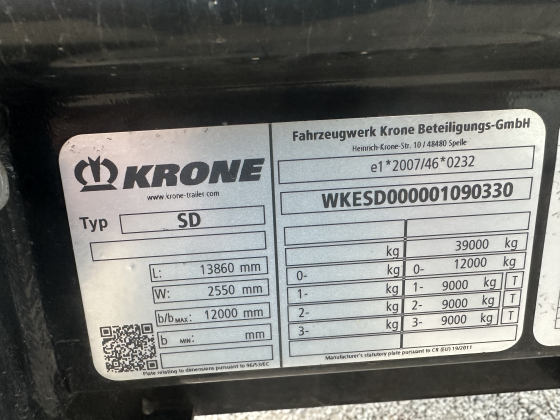 KRONE
www.krone-trailer.com
Typ SD
L: 13860 mm
W: 2550 mm
b/b MAX: 12000 mm
b MIN: mm
Plate relating to dimensions pursuant to 96/53/EC
Fahrzeugwerk Krone Beteiligungs-GmbH
Heinrich-Krone-Str. 10 / 48480 Spelle
e1*2007/46*0232
WKESD000001090330
kg 39000 kg
0- kg 0- 12000 kg
1- kg 1- 9000 kg T
2- kg 2- 9000 kg T
3- kg 3- 9000 kg T
Manufacturer's statutory plate pursuant to CR (EU) 19/2011